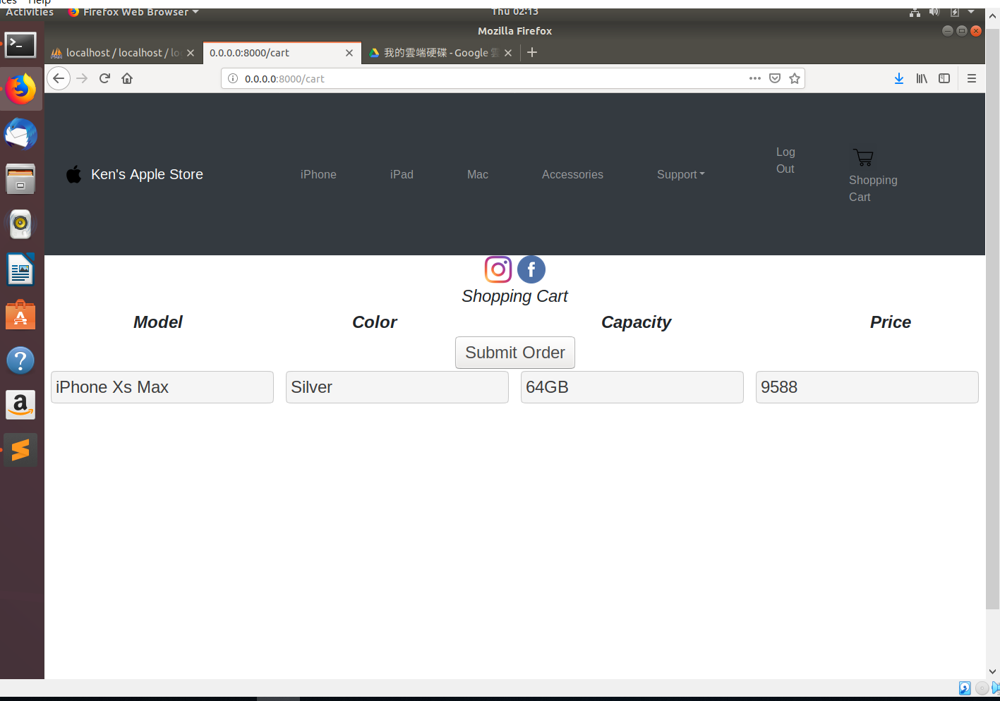 Help
Activities Firefox Web Browser Thu 02:13
Mozilla Firefox
localhost / localhost / lo 0.0.0.0:8000/cart 我的雲端硬碟 - Google 雲
0.0.0.0:8000/cart
Ken's Apple Store iPhone iPad Mac Accessories Support Log Out Shopping Cart
Shopping Cart
Model Color Capacity Price
Submit Order
iPhone Xs Max Silver 64GB 9588